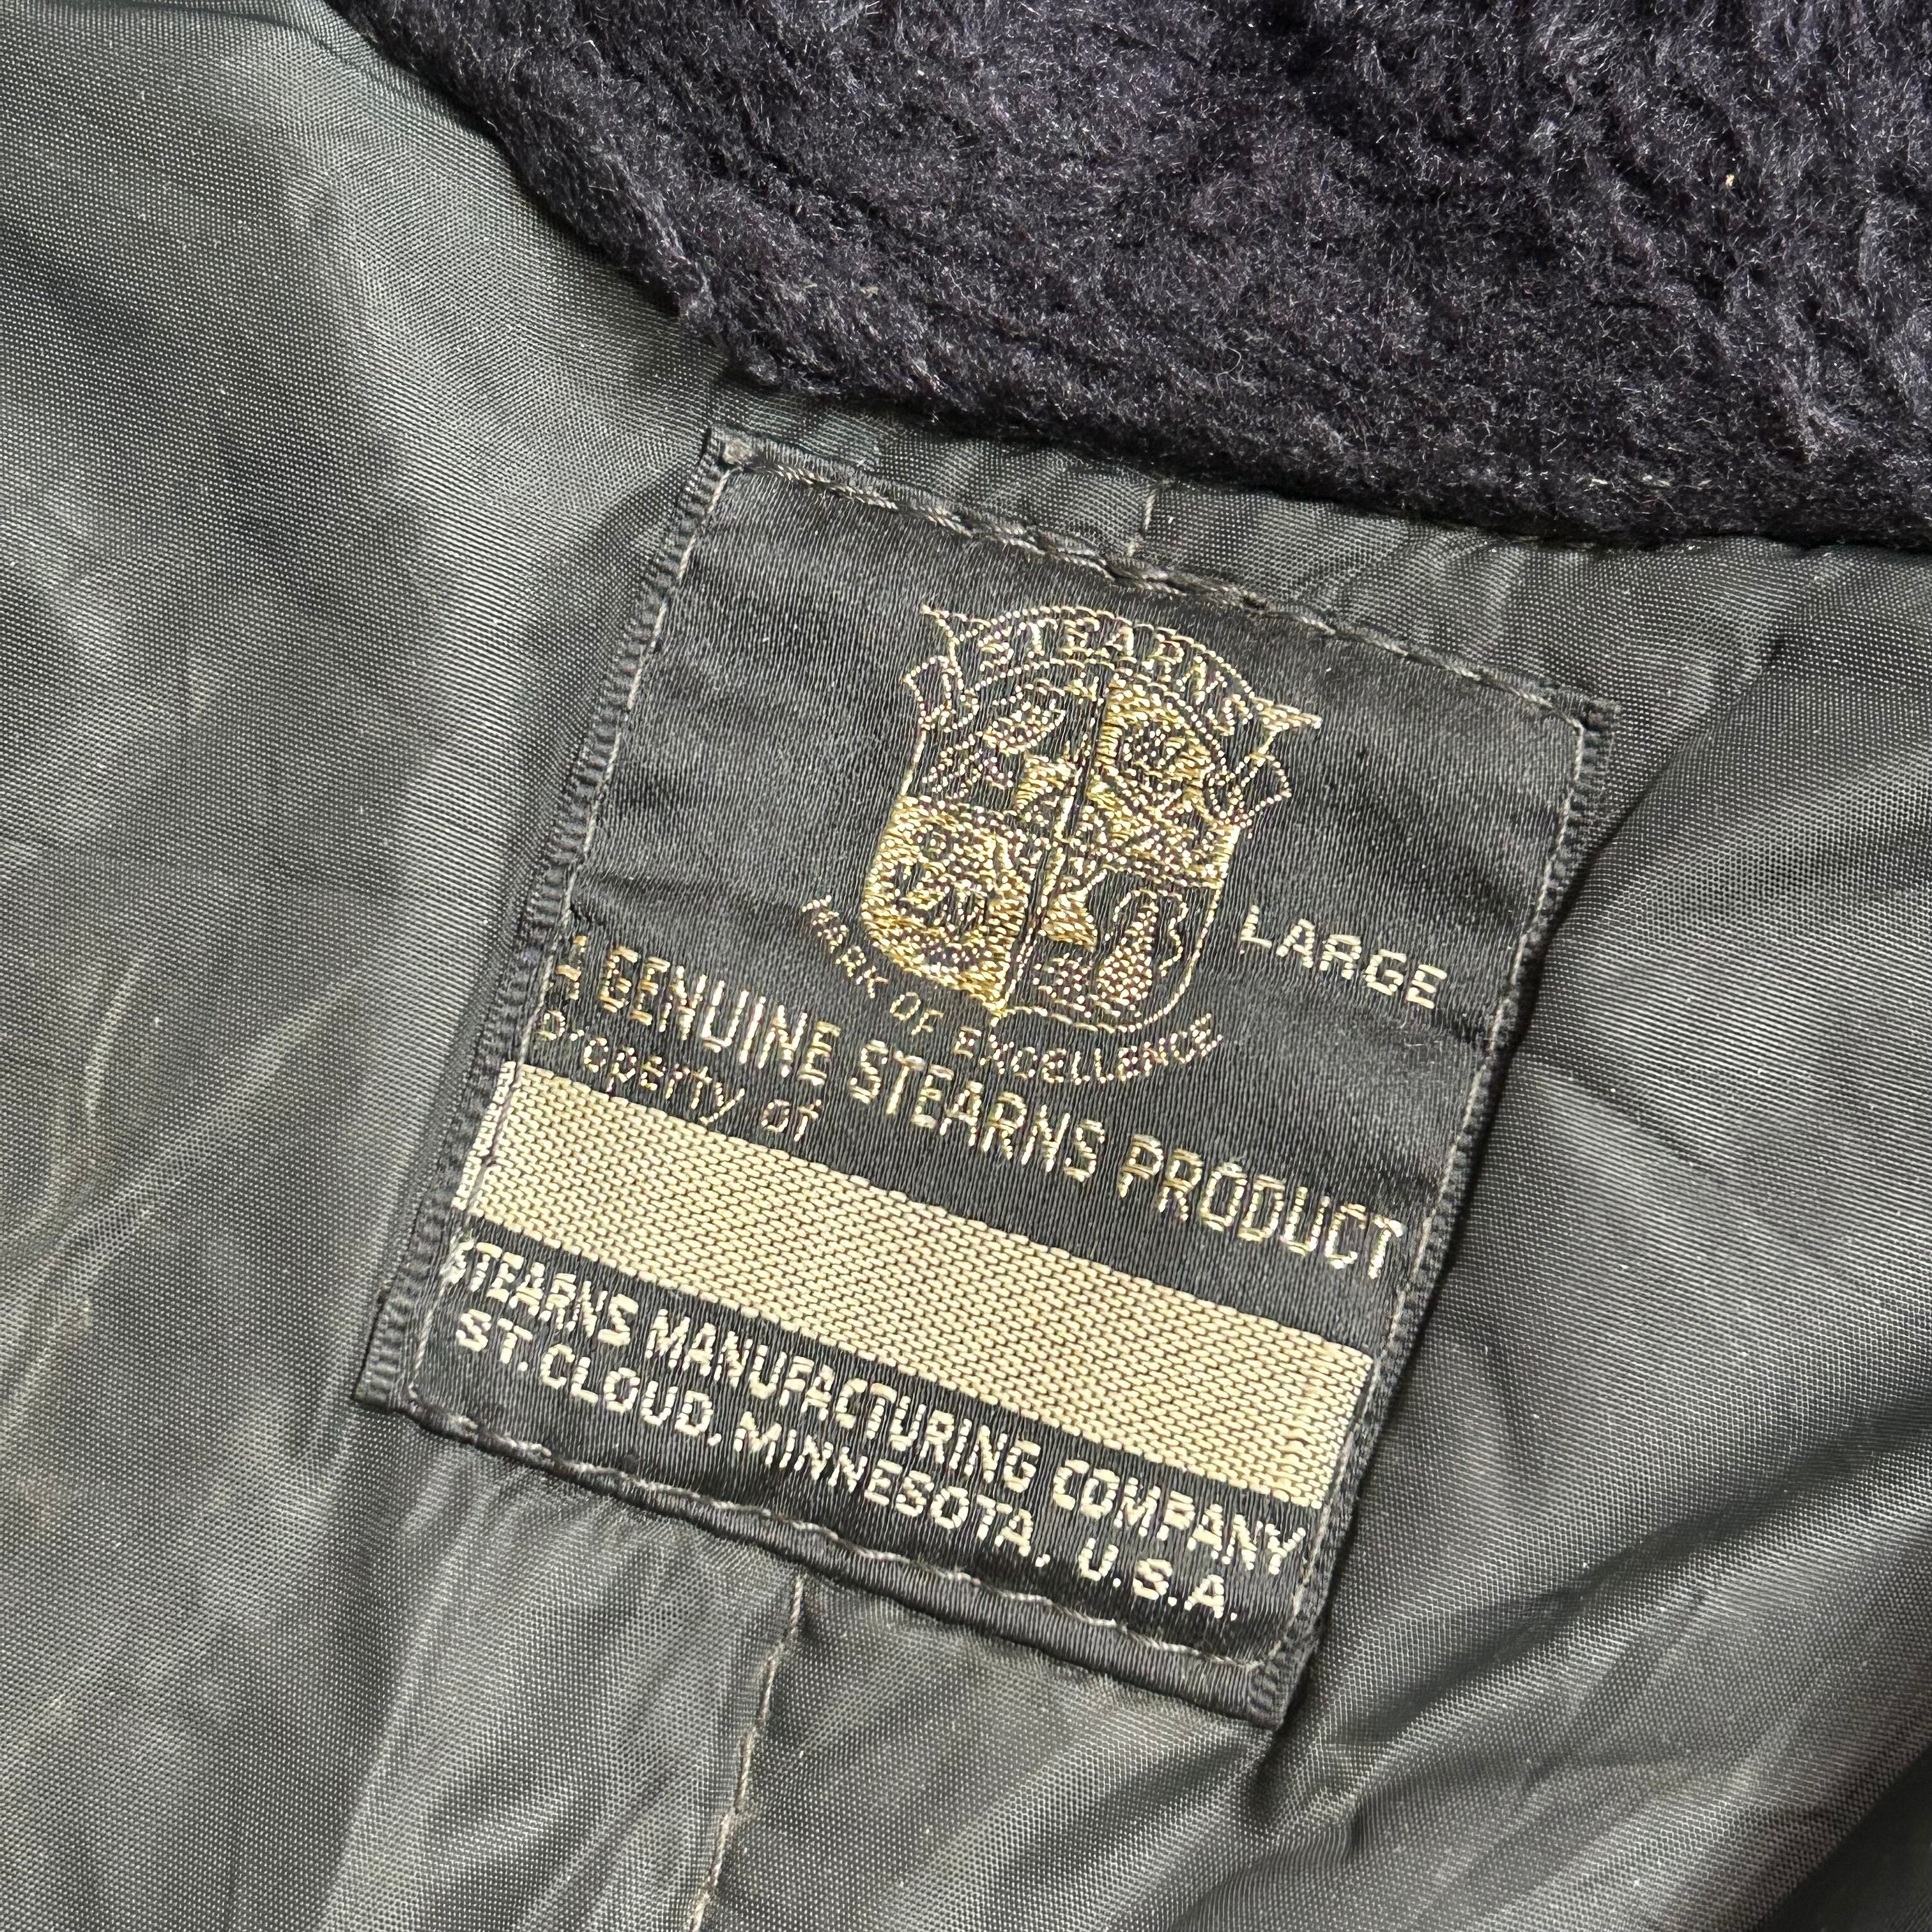 STEARNS
LARGE
MARK OF EXCELLENCE
A GENUINE STEARNS PRODUCT
Property of
STEARNS MANUFACTURING COMPANY
ST. CLOUD, MINNESOTA, U.S.A.